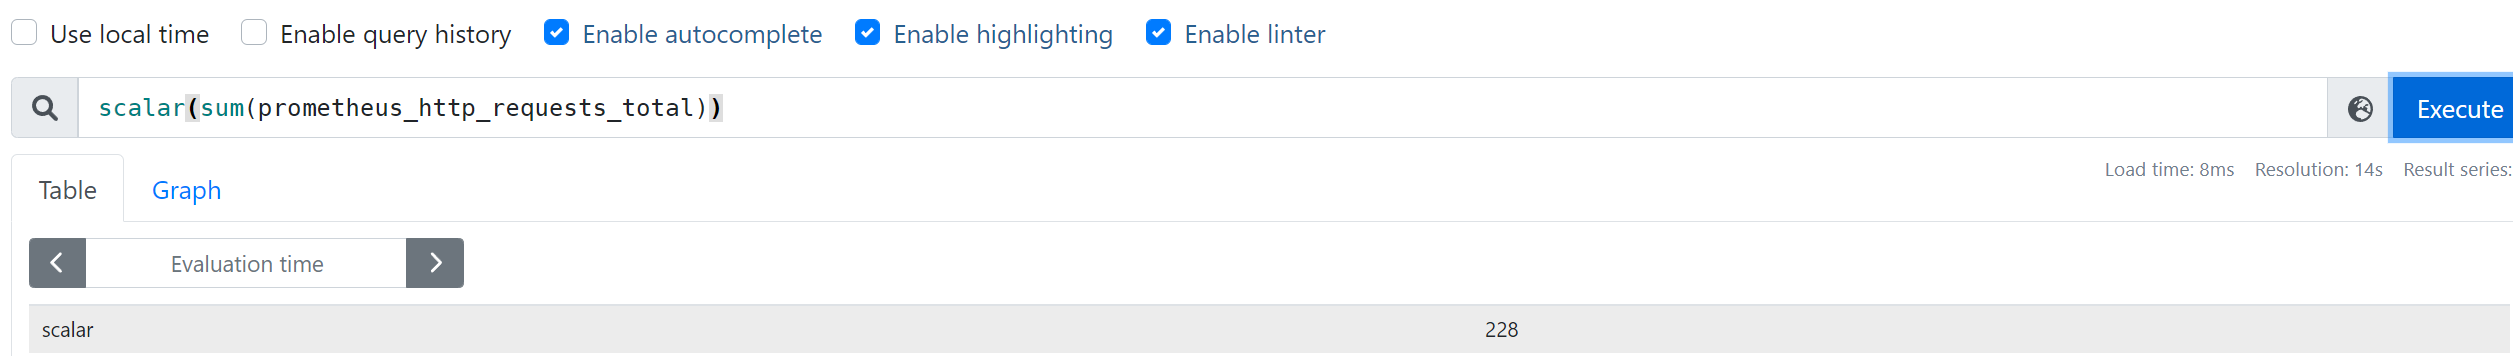 Use local time Enable query history Enable autocomplete Enable highlighting Enable linter
scalar(sum(prometheus_http_requests_total)) Execute
Load time: 8ms Resolution: 14s Result series:
Table Graph
Evaluation time
scalar 228